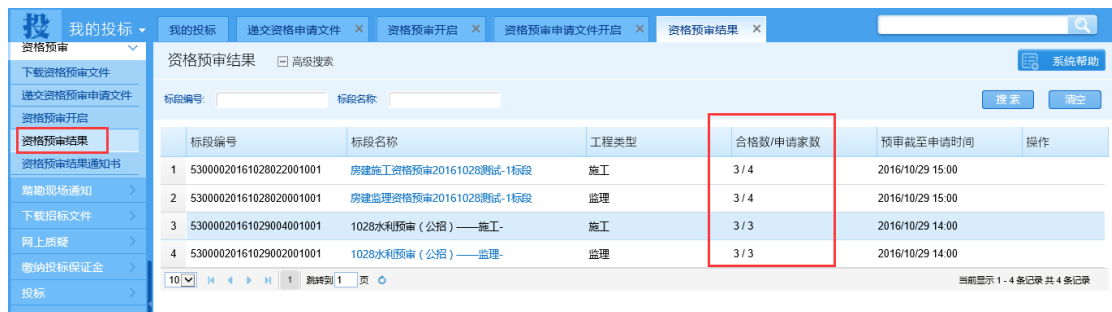 投 我的投标
我的投标 递交资格申请文件 × 资格预审开启 × 资格预审申请文件开启 × 资格预审结果 ×
资格预审
下载资格预审文件
递交资格预审申请文件
资格预审开启
资格预审结果
资格预审结果通知书
踏勘现场通知
下载招标文件
网上质疑
缴纳投标保证金
投标
资格预审结果 高级搜索 系统帮助
标段编号: 标段名称: 搜索 清空
标段编号 标段名称 工程类型 合格数/申请家数 预审截至申请时间 操作
1 53000020161028022001001 房建施工资格预审20161028测试-1标段 施工 3 / 4 2016/10/29 15:00
2 53000020161028020001001 房建监理资格预审20161028测试-1标段 监理 3 / 4 2016/10/29 15:00
3 53000020161029004001001 1028水利预审（公招）——施工- 施工 3 / 3 2016/10/29 14:00
4 53000020161029002001001 1028水利预审（公招）——监理- 监理 3 / 3 2016/10/29 14:00
10 1 跳转到 1 页 当前显示 1 - 4 条记录 共 4 条记录